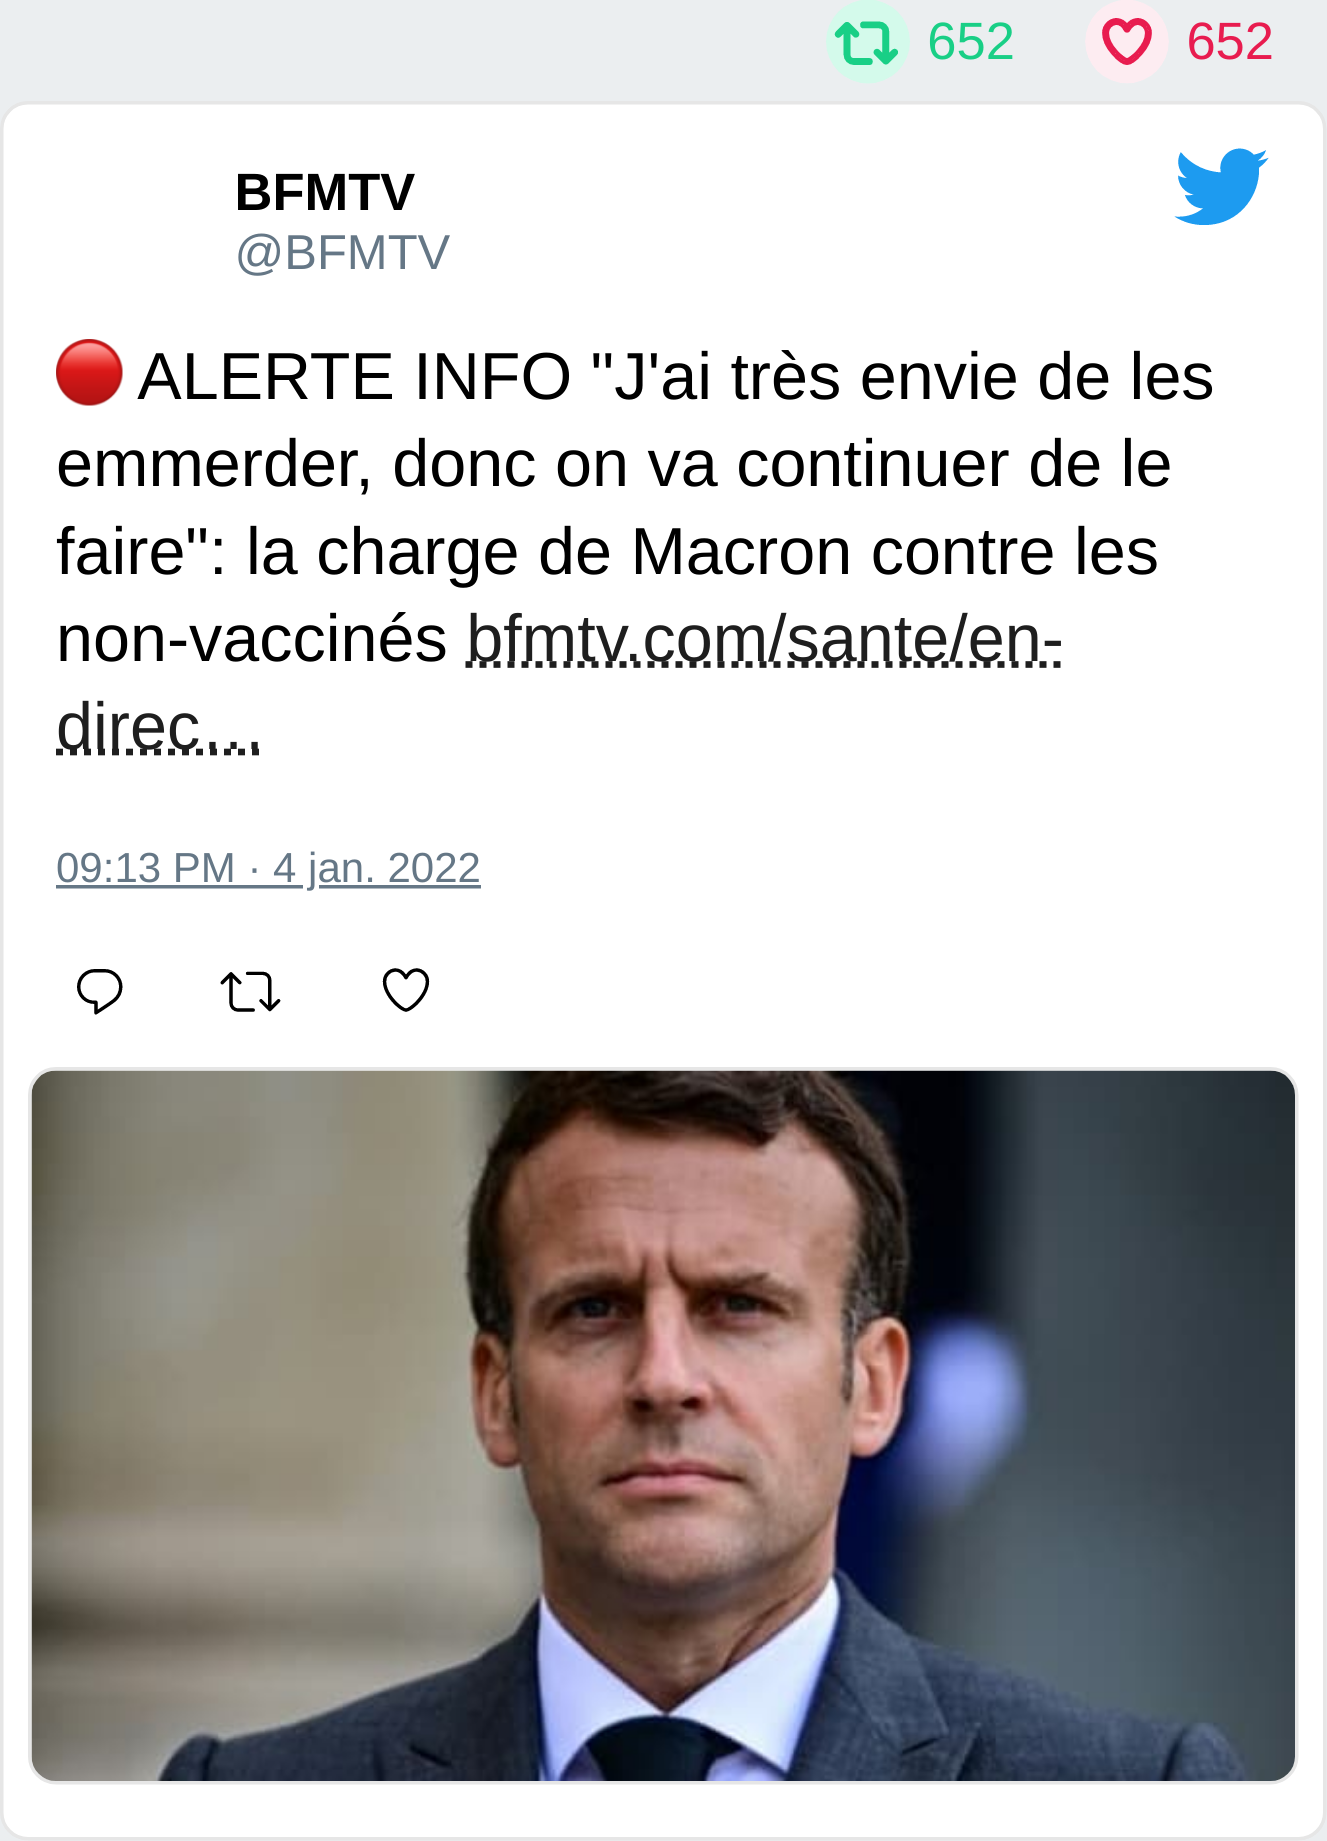 652 652
BFMTV
@BFMTV
🔴 ALERTE INFO "J'ai très envie de les
emmerder, donc on va continuer de le
faire": la charge de Macron contre les
non-vaccinés bfmtv.com/sante/en-
direc…
09:13 PM · 4 jan. 2022